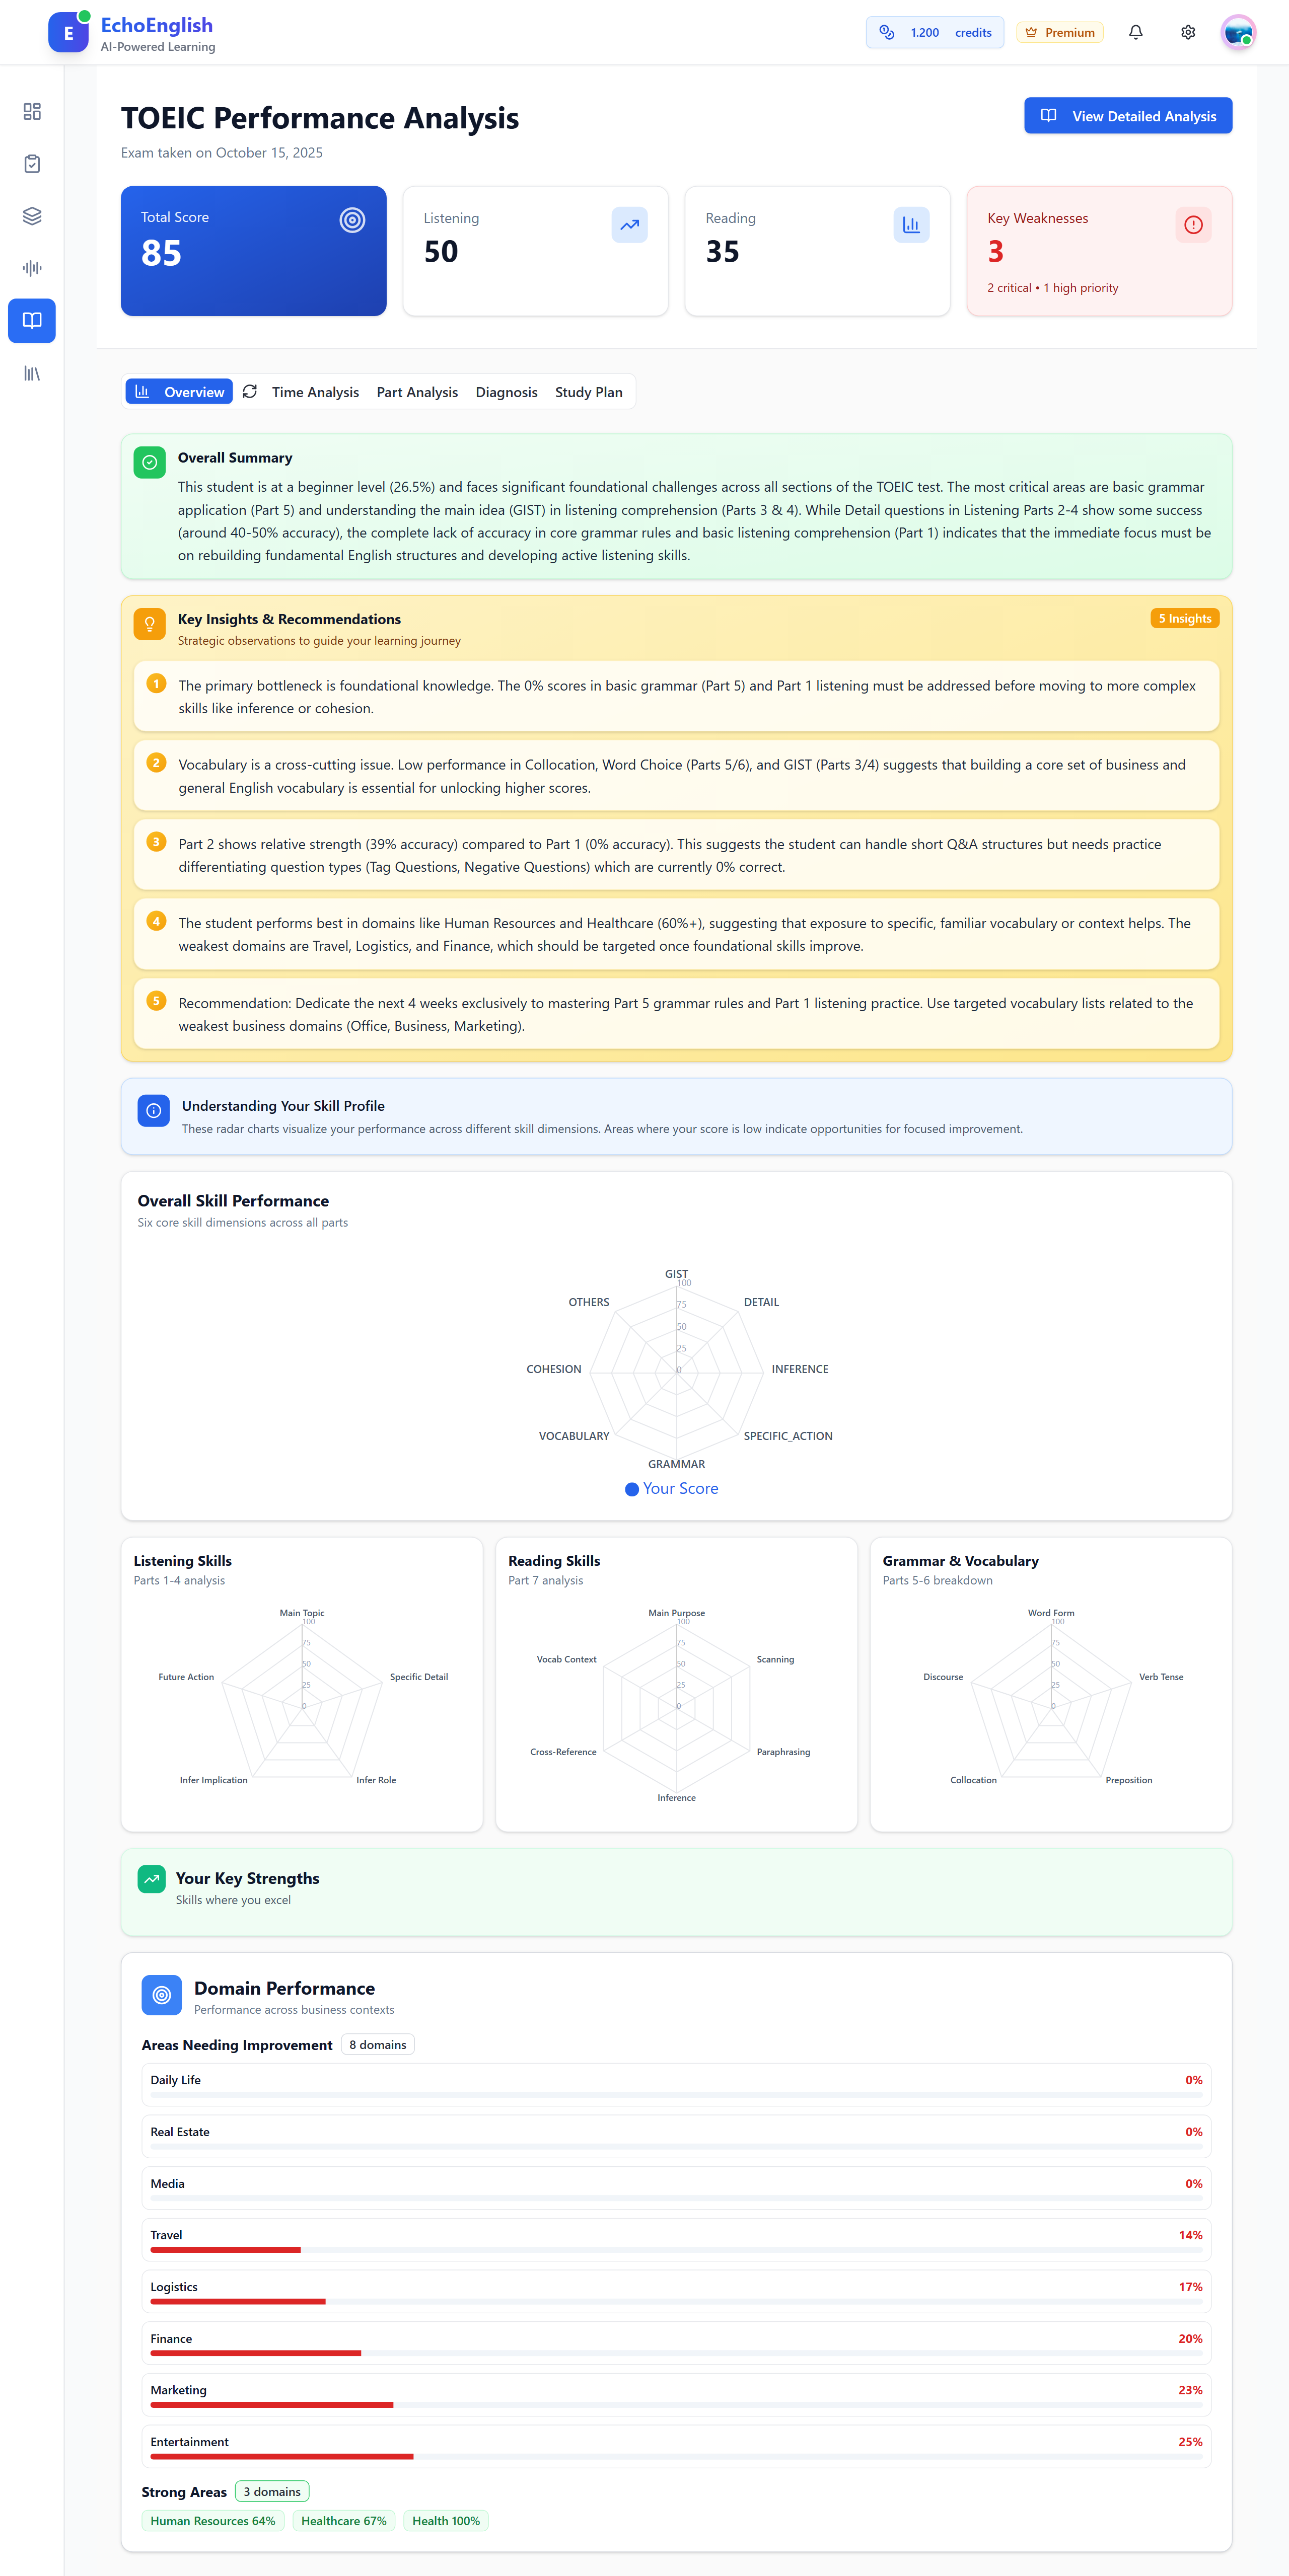 E
EchoEnglish
AI-Powered Learning
1.200 credits
Premium
TOEIC Performance Analysis
Exam taken on October 15, 2025
View Detailed Analysis
Total Score
85
Listening
50
Reading
35
Key Weaknesses
3
2 critical • 1 high priority
Overview
Time Analysis
Part Analysis
Diagnosis
Study Plan
Overall Summary
This student is at a beginner level (26.5%) and faces significant foundational challenges across all sections of the TOEIC test. The most critical areas are basic grammar
application (Part 5) and understanding the main idea (GIST) in listening comprehension (Parts 3 & 4). While Detail questions in Listening Parts 2-4 show some success
(around 40-50% accuracy), the complete lack of accuracy in core grammar rules and basic listening comprehension (Part 1) indicates that the immediate focus must be
on rebuilding fundamental English structures and developing active listening skills.
Key Insights & Recommendations
5 Insights
Strategic observations to guide your learning journey
1
The primary bottleneck is foundational knowledge. The 0% scores in basic grammar (Part 5) and Part 1 listening must be addressed before moving to more complex
skills like inference or cohesion.
2
Vocabulary is a cross-cutting issue. Low performance in Collocation, Word Choice (Parts 5/6), and GIST (Parts 3/4) suggests that building a core set of business and
general English vocabulary is essential for unlocking higher scores.
3
Part 2 shows relative strength (39% accuracy) compared to Part 1 (0% accuracy). This suggests the student can handle short Q&A structures but needs practice
differentiating question types (Tag Questions, Negative Questions) which are currently 0% correct.
4
The student performs best in domains like Human Resources and Healthcare (60%+), suggesting that exposure to specific, familiar vocabulary or context helps. The
weakest domains are Travel, Logistics, and Finance, which should be targeted once foundational skills improve.
5
Recommendation: Dedicate the next 4 weeks exclusively to mastering Part 5 grammar rules and Part 1 listening practice. Use targeted vocabulary lists related to the
weakest business domains (Office, Business, Marketing).
Understanding Your Skill Profile
These radar charts visualize your performance across different skill dimensions. Areas where your score is low indicate opportunities for focused improvement.
Overall Skill Performance
Six core skill dimensions across all parts
GIST
100
OTHERS
75
DETAIL
50
25
COHESION
0
INFERENCE
VOCABULARY
SPECIFIC_ACTION
GRAMMAR
Your Score
Listening Skills
Parts 1-4 analysis
Main Topic
100
75
50
Future Action
Specific Detail
25
0
Infer Implication
Infer Role
Reading Skills
Part 7 analysis
Main Purpose
100
75
Vocab Context
50
Scanning
25
0
Cross-Reference
Paraphrasing
Inference
Grammar & Vocabulary
Parts 5-6 breakdown
Word Form
100
75
50
Discourse
Verb Tense
25
0
Collocation
Preposition
Your Key Strengths
Skills where you excel
Domain Performance
Performance across business contexts
Areas Needing Improvement 8 domains
Daily Life 0%
Real Estate 0%
Media 0%
Travel 14%
Logistics 17%
Finance 20%
Marketing 23%
Entertainment 25%
Strong Areas 3 domains
Human Resources 64%
Healthcare 67%
Health 100%